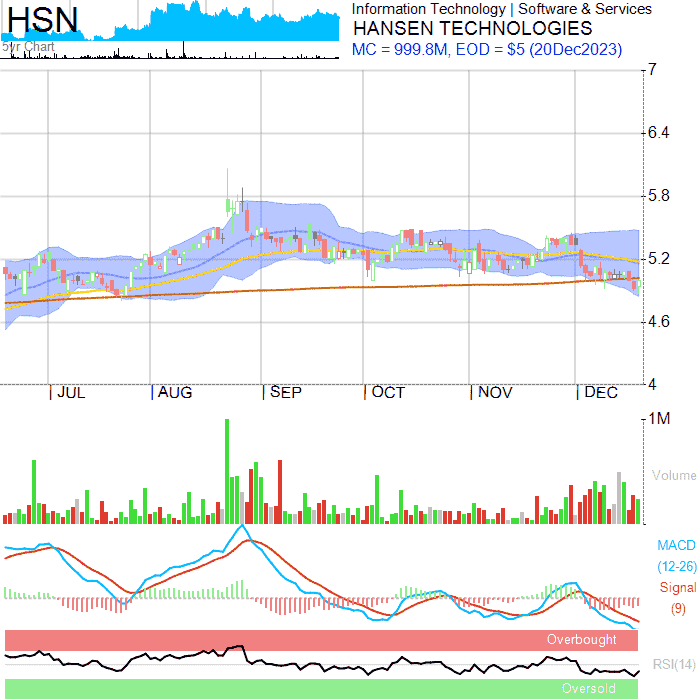 HSN
5yr Chart
Information Technology | Software & Services
HANSEN TECHNOLOGIES
MC = 999.8M, EOD = $5 (20Dec2023)
7
6.4
5.8
5.2
4.6
4
JUL
AUG
SEP
OCT
NOV
DEC
1M
Volume
MACD
(12-26)
Signal
(9)
Overbought
RSI(14)
Oversold